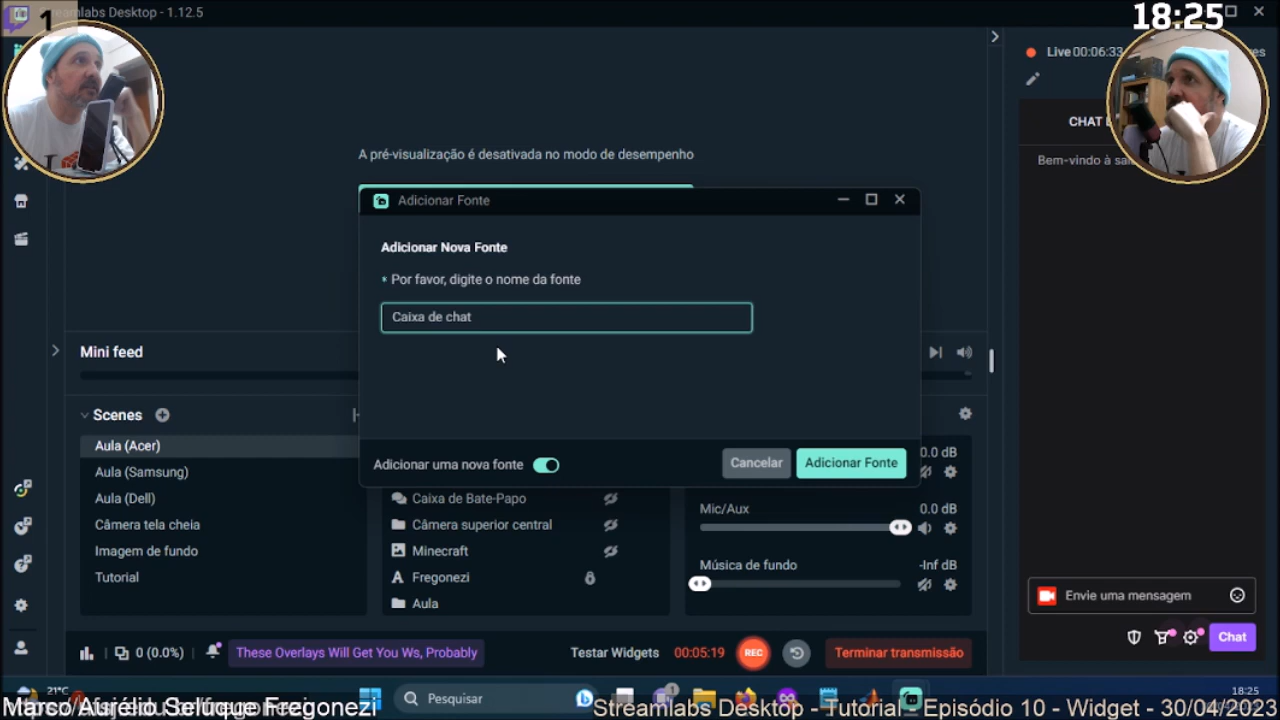 1
Desktop - 1.12.5
18:25
Live 00:06:33
CHAT
Bem-vindo à
A pré-visualização é desativada no modo de desempenho
Adicionar Fonte
Adicionar Nova Fonte
* Por favor, digite o nome da fonte
Caixa de chat
Adicionar uma nova fonte
Cancelar
Adicionar Fonte
Mini feed
Scenes
Aula (Acer)
Aula (Samsung)
Aula (Dell)
Câmera tela cheia
Imagem de fundo
Tutorial
Caixa de Bate-Papo
Câmera superior central
Minecraft
Fregonezi
Aula
0.0 dB
Mic/Aux
0.0 dB
Música de fundo
-Inf dB
Envie uma mensagem
Chat
0 (0.0%)
These Overlays Will Get You Ws, Probably
Testar Widgets
00:05:19
REC
Terminar transmissão
21°C
Pesquisar
1
18:25
Streamlabs Desktop - Tutorial - Episódio 10 - Widget - 30/04/2023